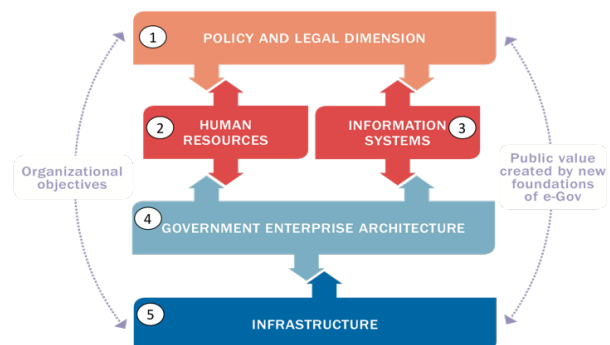 1
POLICY AND LEGAL DIMENSION
2
HUMAN
RESOURCES
INFORMATION
SYSTEMS
3
Organizational
objectives
Public value
created by new
foundations
of e-Gov
4
GOVERNMENT ENTERPRISE ARCHITECTURE
5
INFRASTRUCTURE